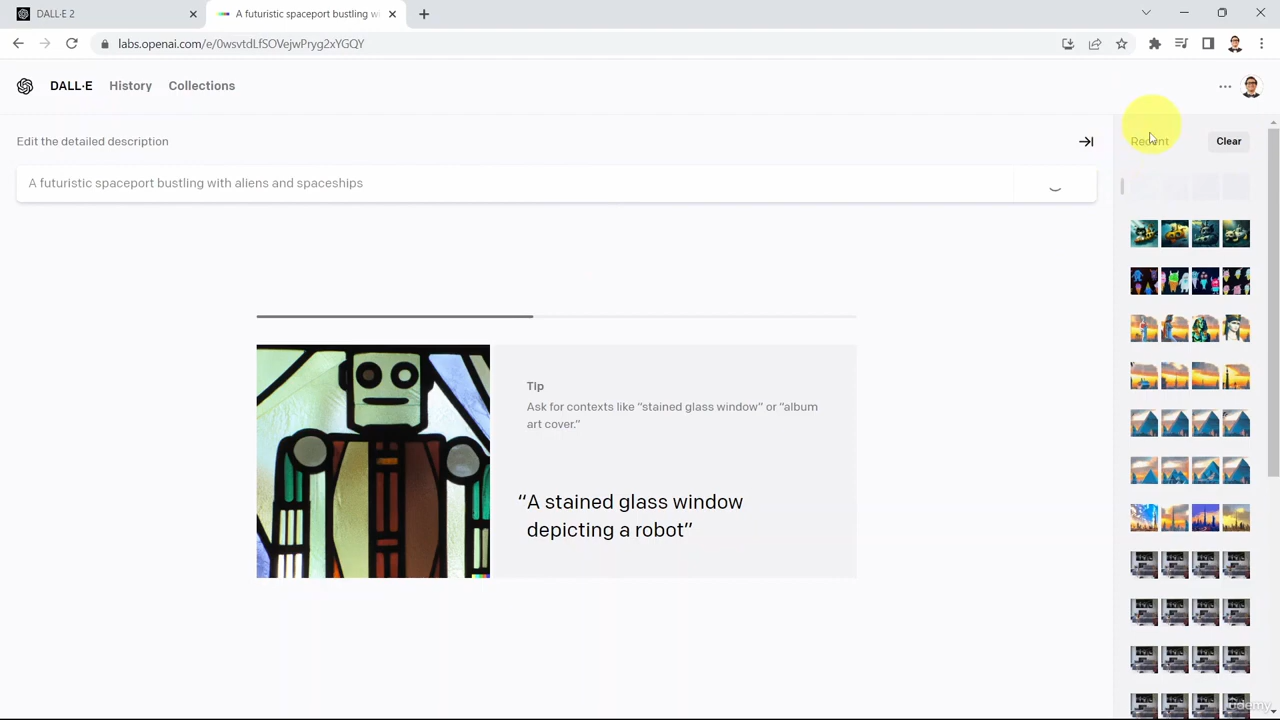 DALL·E 2
A futuristic spaceport bustling wi
labs.openai.com/e/0wsvtdLfSOVejwPryg2xYGQY
DALL·E
History
Collections
Edit the detailed description
Recent
Clear
A futuristic spaceport bustling with aliens and spaceships
Tip
Ask for contexts like “stained glass window” or “album
art cover.”
“A stained glass window
depicting a robot”
Udemy